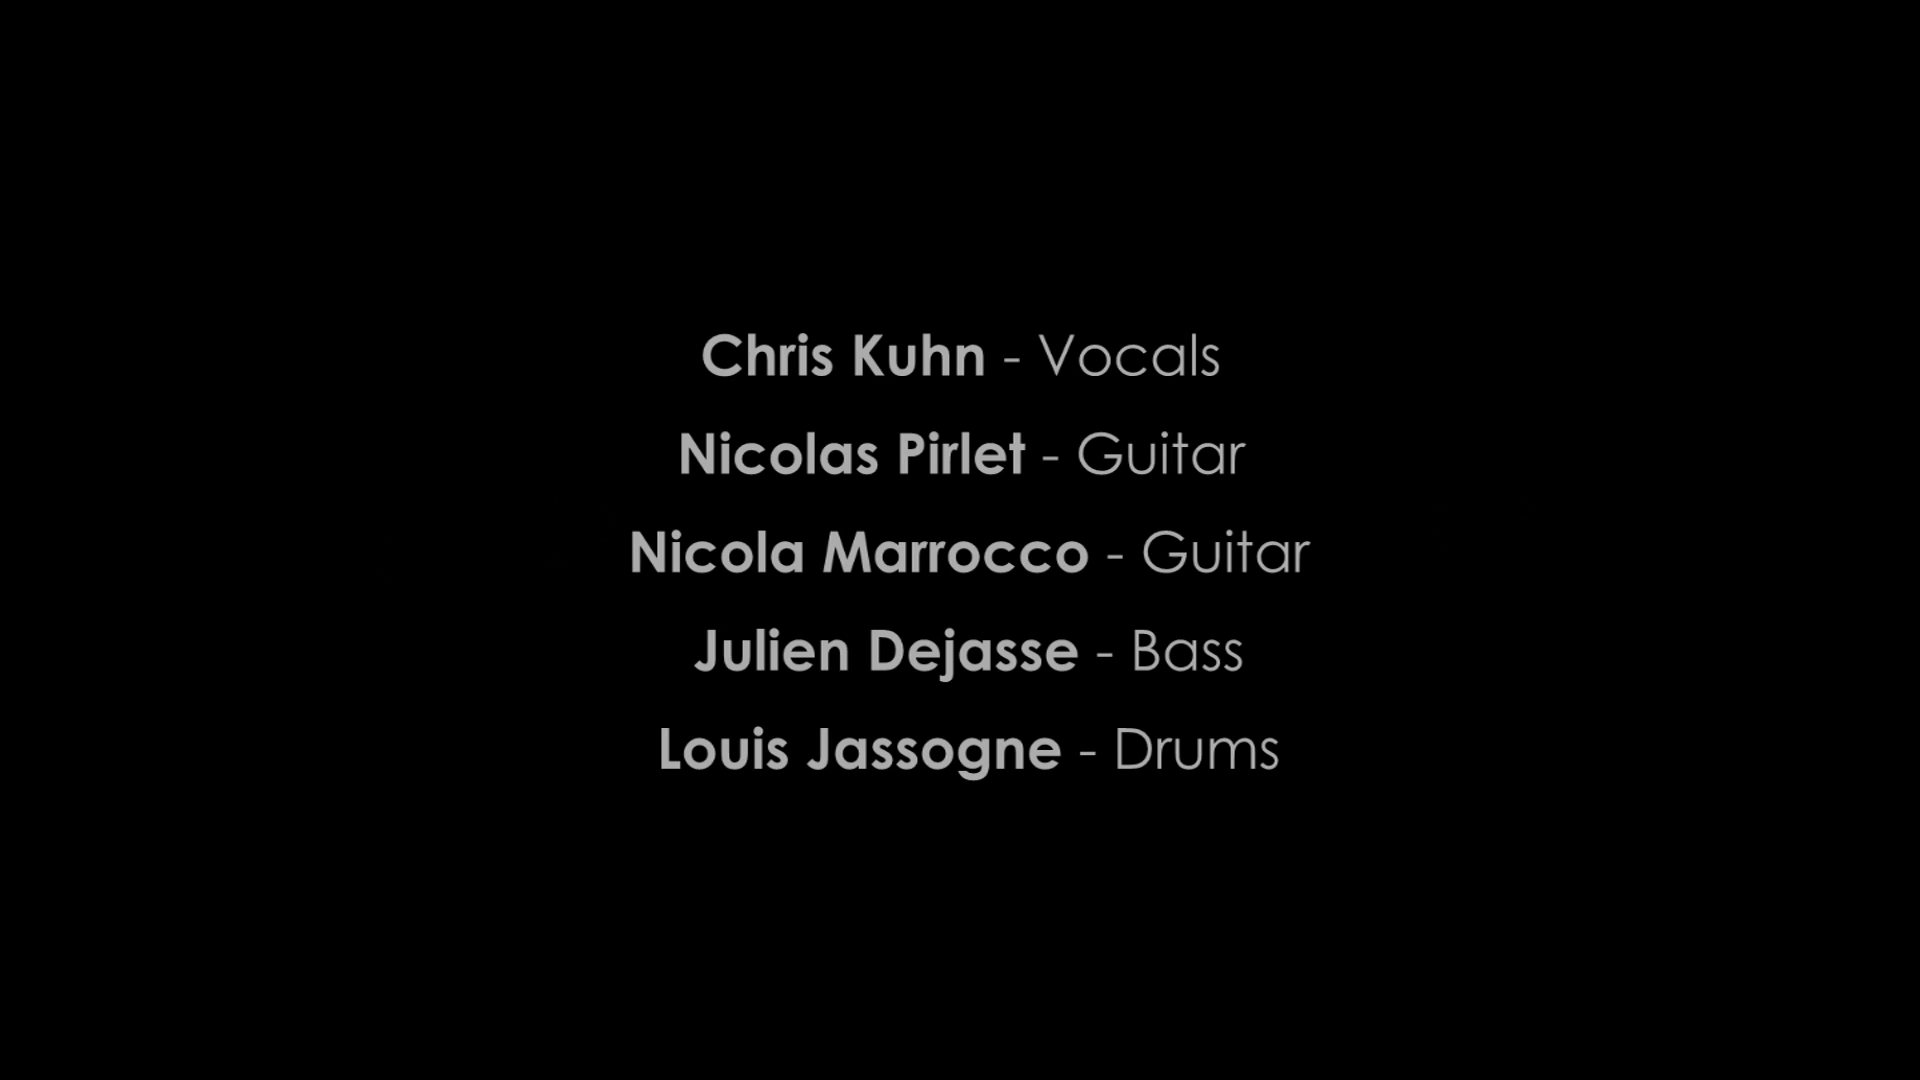 Chris Kuhn - Vocals
Nicolas Pirlet - Guitar
Nicola Marrocco - Guitar
Julien Dejasse - Bass
Louis Jassogne - Drums